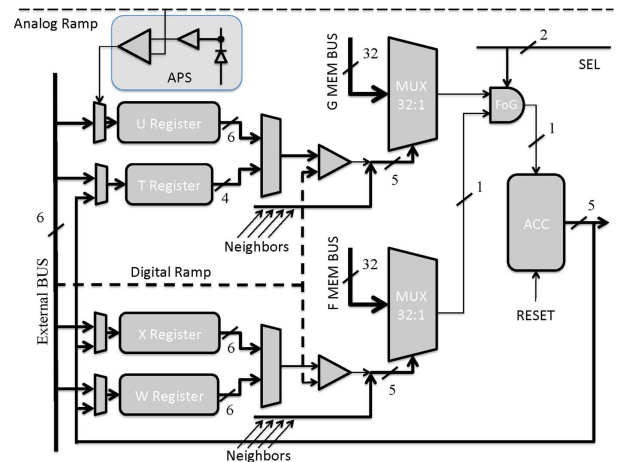 Analog Ramp
APS
U Register
6
T Register
4
Neighbors
G MEM BUS
32
MUX
32:1
5
2
SEL
FoG
1
1
ACC
5
RESET
6
External BUS
Digital Ramp
X Register
6
W Register
6
Neighbors
F MEM BUS
32
MUX
32:1
5